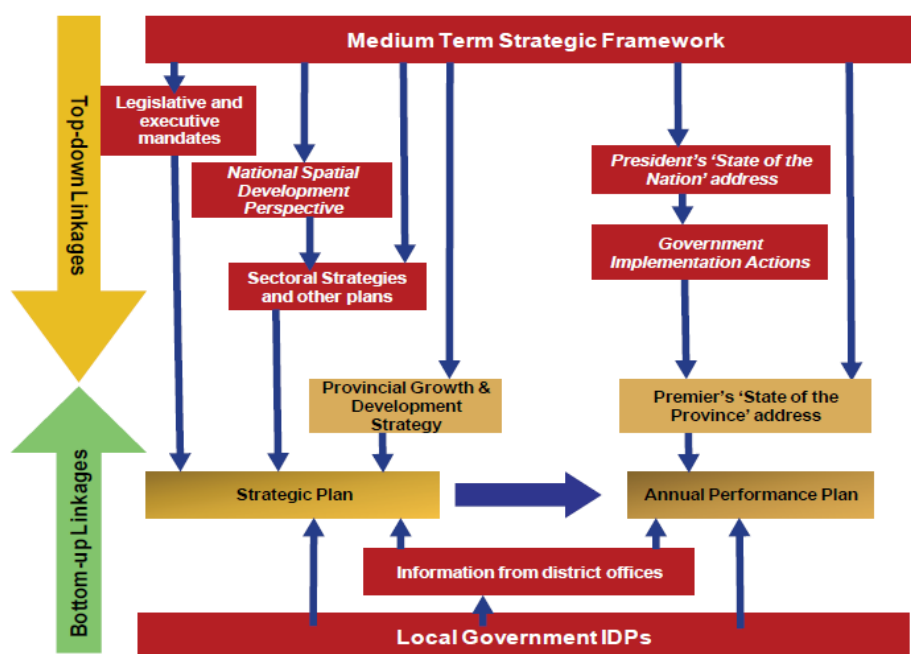 Medium Term Strategic Framework
Top-down Linkages
Legislative and
executive
mandates
National Spatial
Development
Perspective
President’s ‘State of the
Nation’ address
Sectoral Strategies
and other plans
Government
Implementation Actions
Provincial Growth &
Development
Strategy
Premier’s ‘State of the
Province’ address
Bottom-up Linkages
Strategic Plan
Annual Performance Plan
Information from district offices
Local Government IDPs